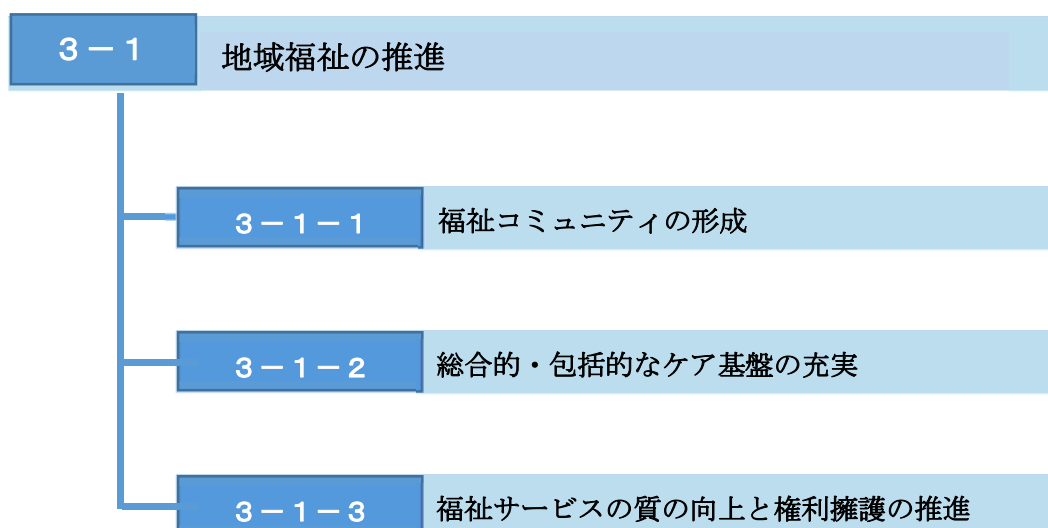 3－1 地域福祉の推進
3－1－1 福祉コミュニティの形成
3－1－2 総合的・包括的なケア基盤の充実
3－1－3 福祉サービスの質の向上と権利擁護の推進